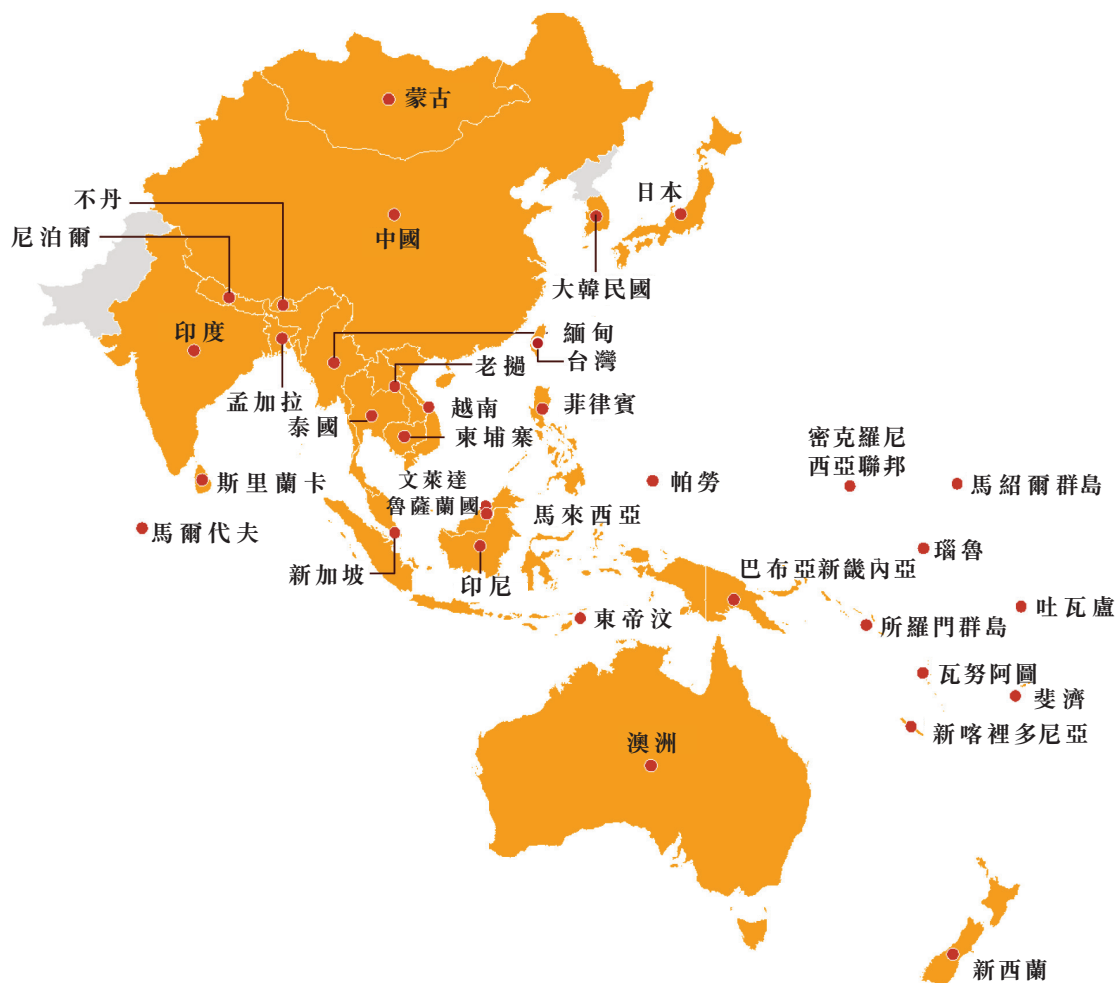 蒙古
不丹
日本
尼泊爾
中國
大韓民國
印度
緬甸
台灣
老撾
孟加拉
泰國
越南
菲律賓
柬埔寨
密克羅尼
西亞聯邦
斯里蘭卡
文萊達
魯薩蘭國
帕勞
馬紹爾群島
馬爾代夫
馬來西亞
新加坡
印尼
瑙魯
巴布亞新畿內亞
東帝汶
所羅門群島
吐瓦盧
瓦努阿圖
斐濟
新喀裡多尼亞
澳洲
新西蘭